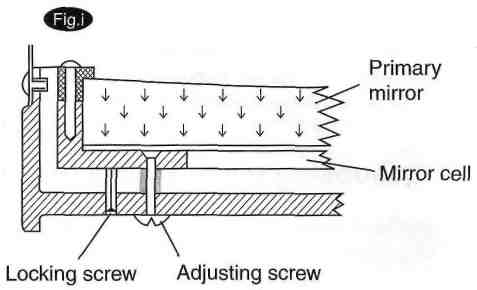 Fig.i
Primary
mirror
Mirror cell
Locking screw
Adjusting screw